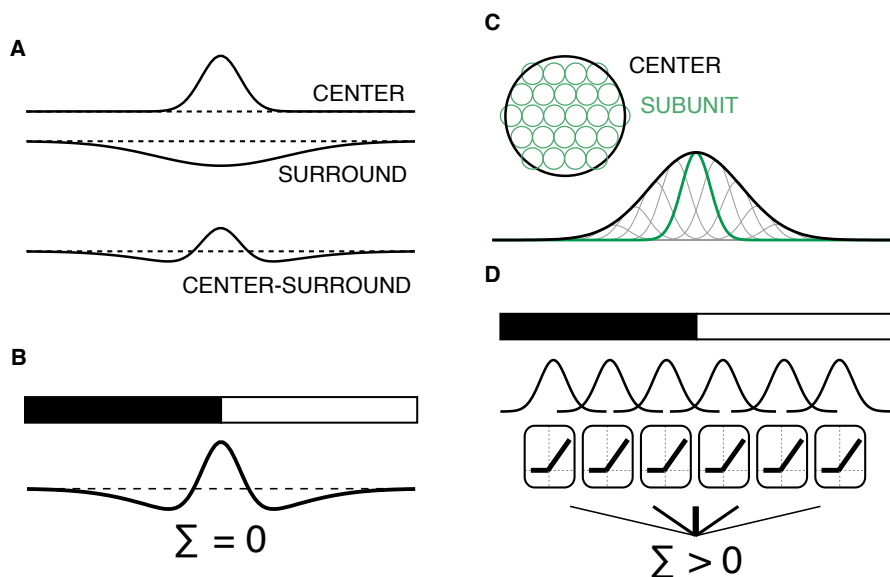 A
CENTER
SURROUND
CENTER-SURROUND
B
∑ = 0
C
CENTER
SUBUNIT
D
∑ > 0